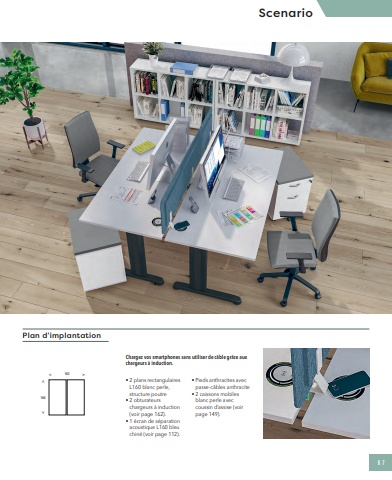 Scenario
Plan d'implantation
Chargez vos smartphones sans utiliser de câble grâce aux
chargeurs à induction.
• 2 plans rectangulaires
L160 blanc perle,
structure poutre
• 2 obturateurs
chargeurs à induction
(voir page 162).
• 1 écran de séparation
acoustique L160 bleu
chiné (voir page 112).
• Pieds anthracites avec
passe-câbles anthracite
• 2 caissons mobiles
blanc perle avec
coussin d'assise (voir
page 149).